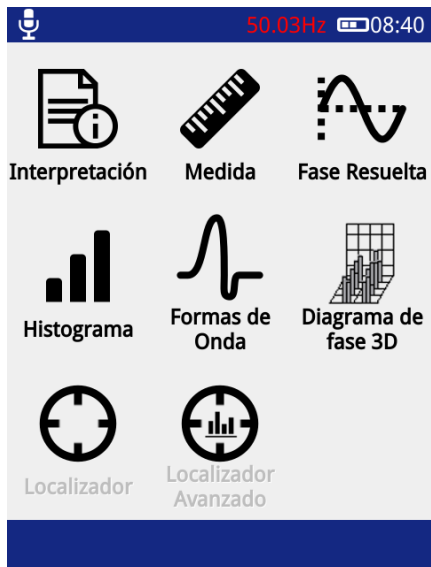 50.03Hz 08:40
Interpretación Medida Fase Resuelta
Histograma
Formas de
Onda
Diagrama de
fase 3D
Localizador
Localizador
Avanzado